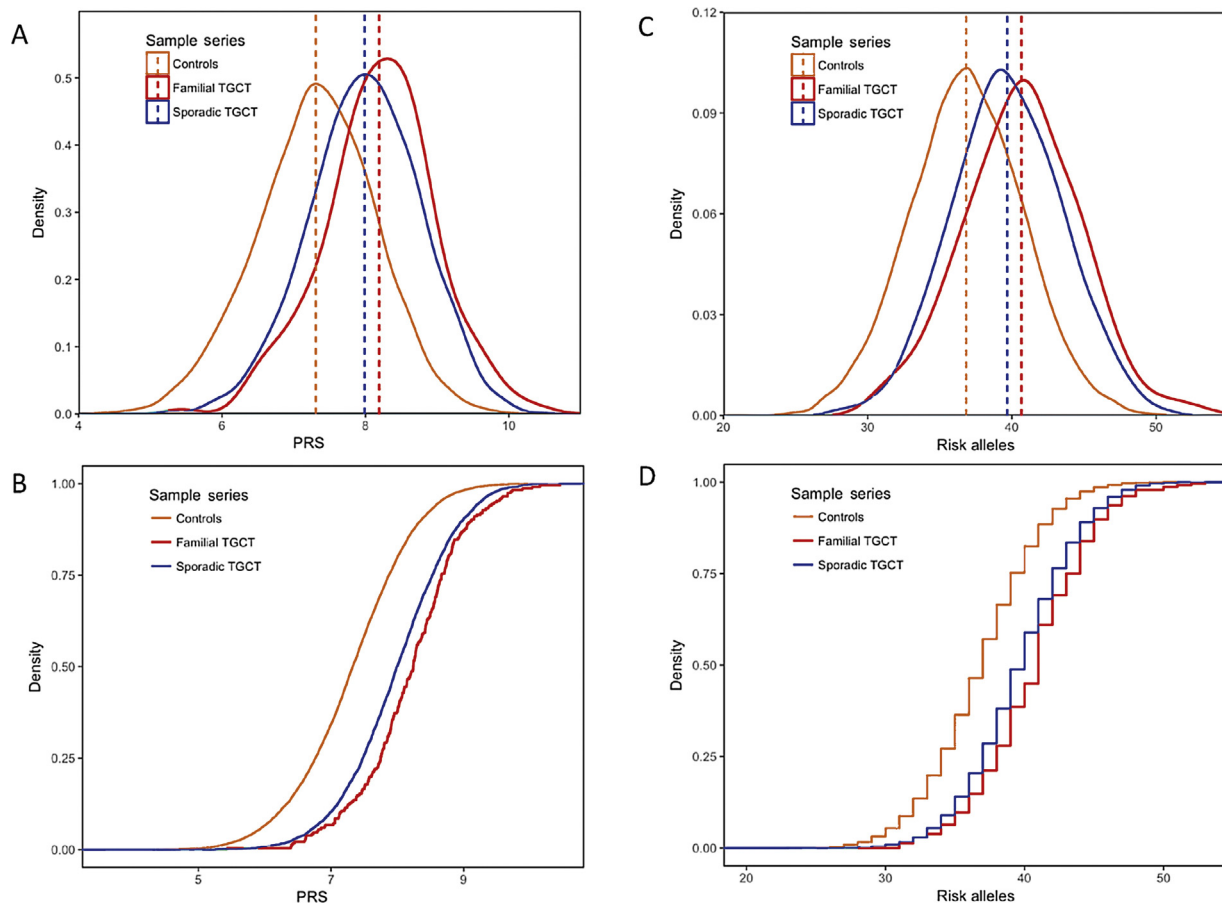 A
Sample series
Controls
Familial TGCT
Sporadic TGCT
Density
0.5
0.4
0.3
0.2
0.1
0.0
4
6
8
10
PRS
C
Sample series
Controls
Familial TGCT
Sporadic TGCT
Density
0.12
0.09
0.06
0.03
0.00
20
30
40
50
Risk alleles
B
Sample series
Controls
Familial TGCT
Sporadic TGCT
Density
1.00
0.75
0.50
0.25
0.00
5
7
9
PRS
D
Sample series
Controls
Familial TGCT
Sporadic TGCT
Density
1.00
0.75
0.50
0.25
0.00
20
30
40
50
Risk alleles